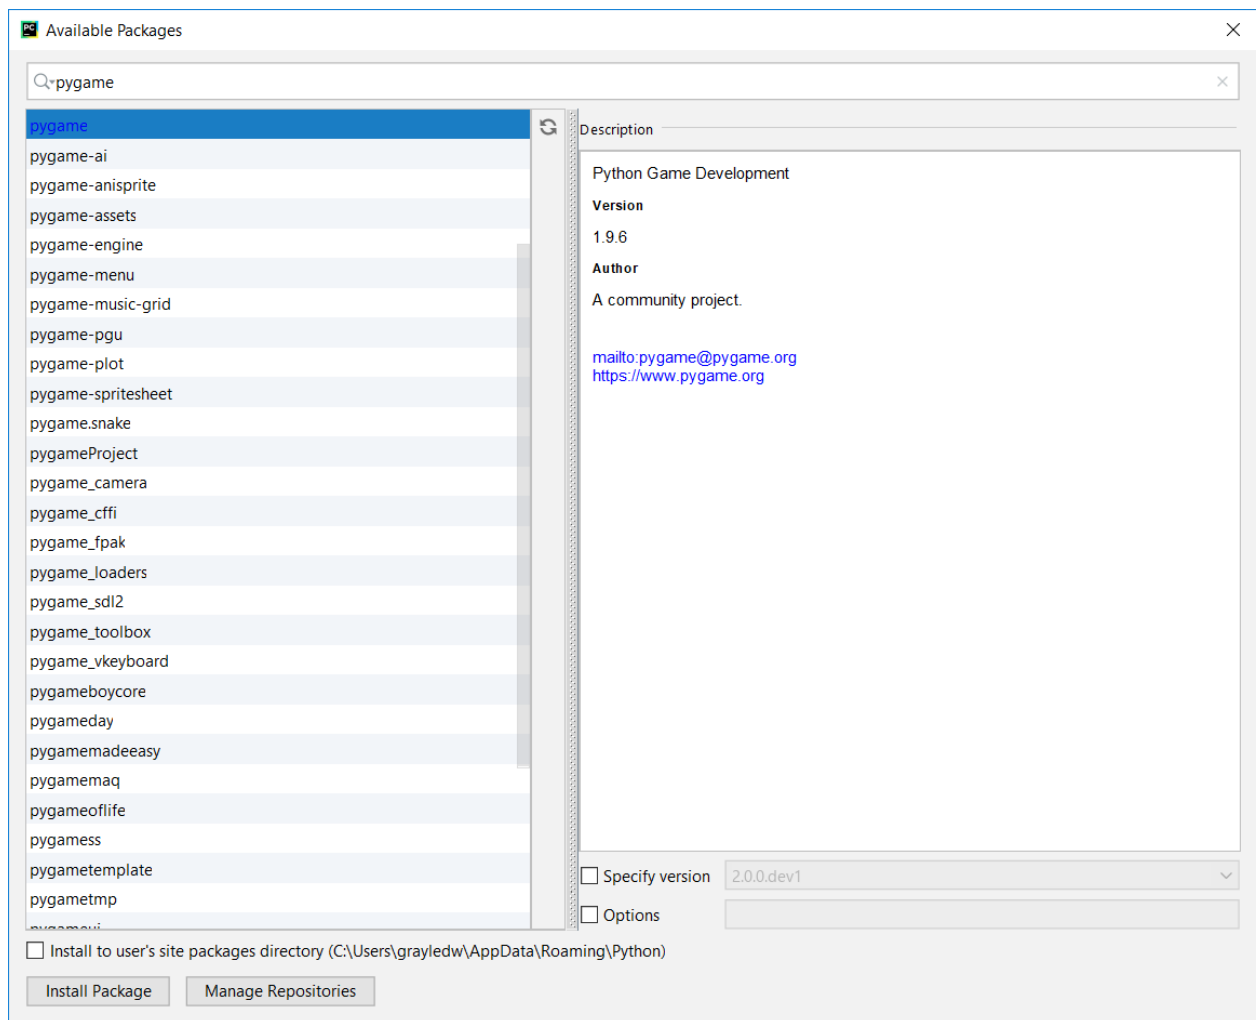 PC Available Packages
pygame
pygame
pygame-ai
pygame-anisprite
pygame-assets
pygame-engine
pygame-menu
pygame-music-grid
pygame-pgu
pygame-plot
pygame-spritesheet
pygame.snake
pygameProject
pygame_camera
pygame_cffi
pygame_fpak
pygame_loaders
pygame_sdl2
pygame_toolbox
pygame_vkeyboard
pygameboycore
pygameday
pygamemadeeasy
pygamemaq
pygameoflife
pygamess
pygametemplate
pygametmp
Description
Python Game Development
Version
1.9.6
Author
A community project.
mailto:pygame@pygame.org
https://www.pygame.org
Specify version 2.0.0.dev1
Options
Install to user's site packages directory (C:\Users\grayledw\AppData\Roaming\Python)
Install Package Manage Repositories